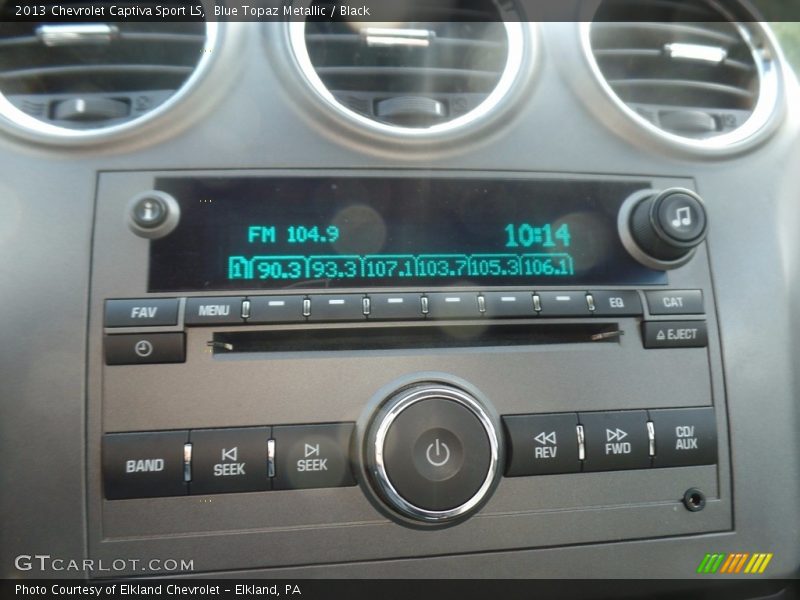 2013 Chevrolet Captiva Sport LS, Blue Topaz Metallic / Black
FM 104.9 10:14
1 90.3 93.3 107.1 103.7 105.3 106.1
FAV MENU EQ CAT
EJECT
BAND SEEK SEEK REV FWD CD/AUX
GTCARLOT.COM
Photo Courtesy of Elkland Chevrolet - Elkland, PA